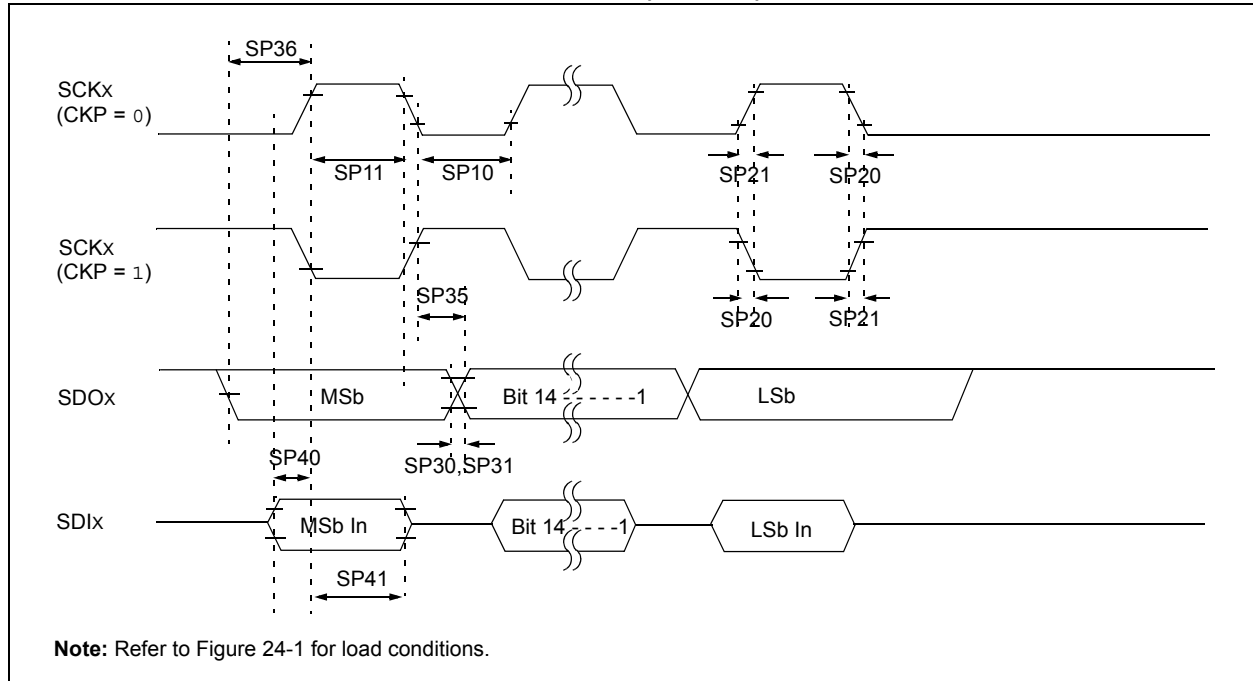 SP36
SCKx
(CKP = 0)
SP11
SP10
SP21
SP20
SCKx
(CKP = 1)
SP35
SP20
SP21
SDOx
MSb
Bit 14 - - - - - -1
LSb
SP40
SP30,SP31
SDIx
MSb In
Bit 14 - - - - -1
LSb In
SP41
Note: Refer to Figure 24-1 for load conditions.